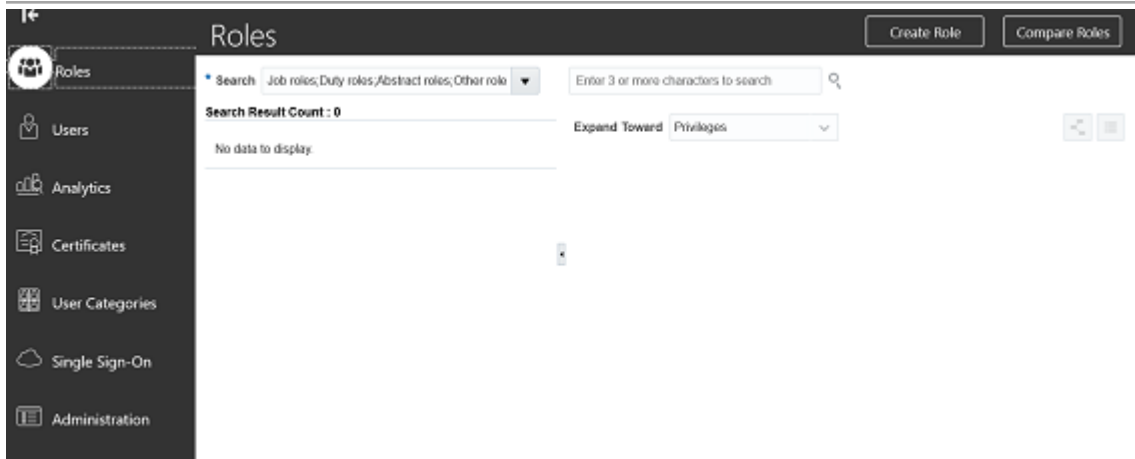 Roles
Create Role
Compare Roles
Roles
Users
Analytics
Certificates
User Categories
Single Sign-On
Administration
* Search Job roles;Duty roles;Abstract roles;Other role
Enter 3 or more characters to search
Search Result Count : 0
No data to display.
Expand Toward Privileges